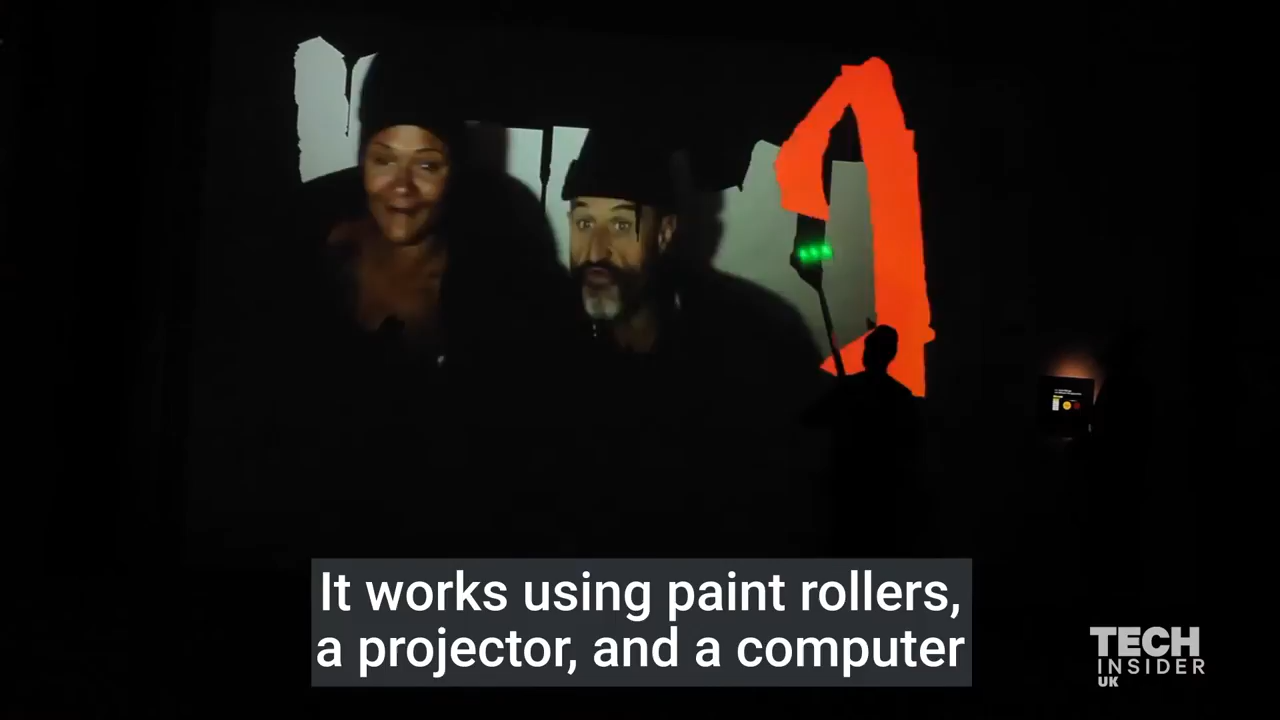 It works using paint rollers,
a projector, and a computer
TECH
INSIDER
UK